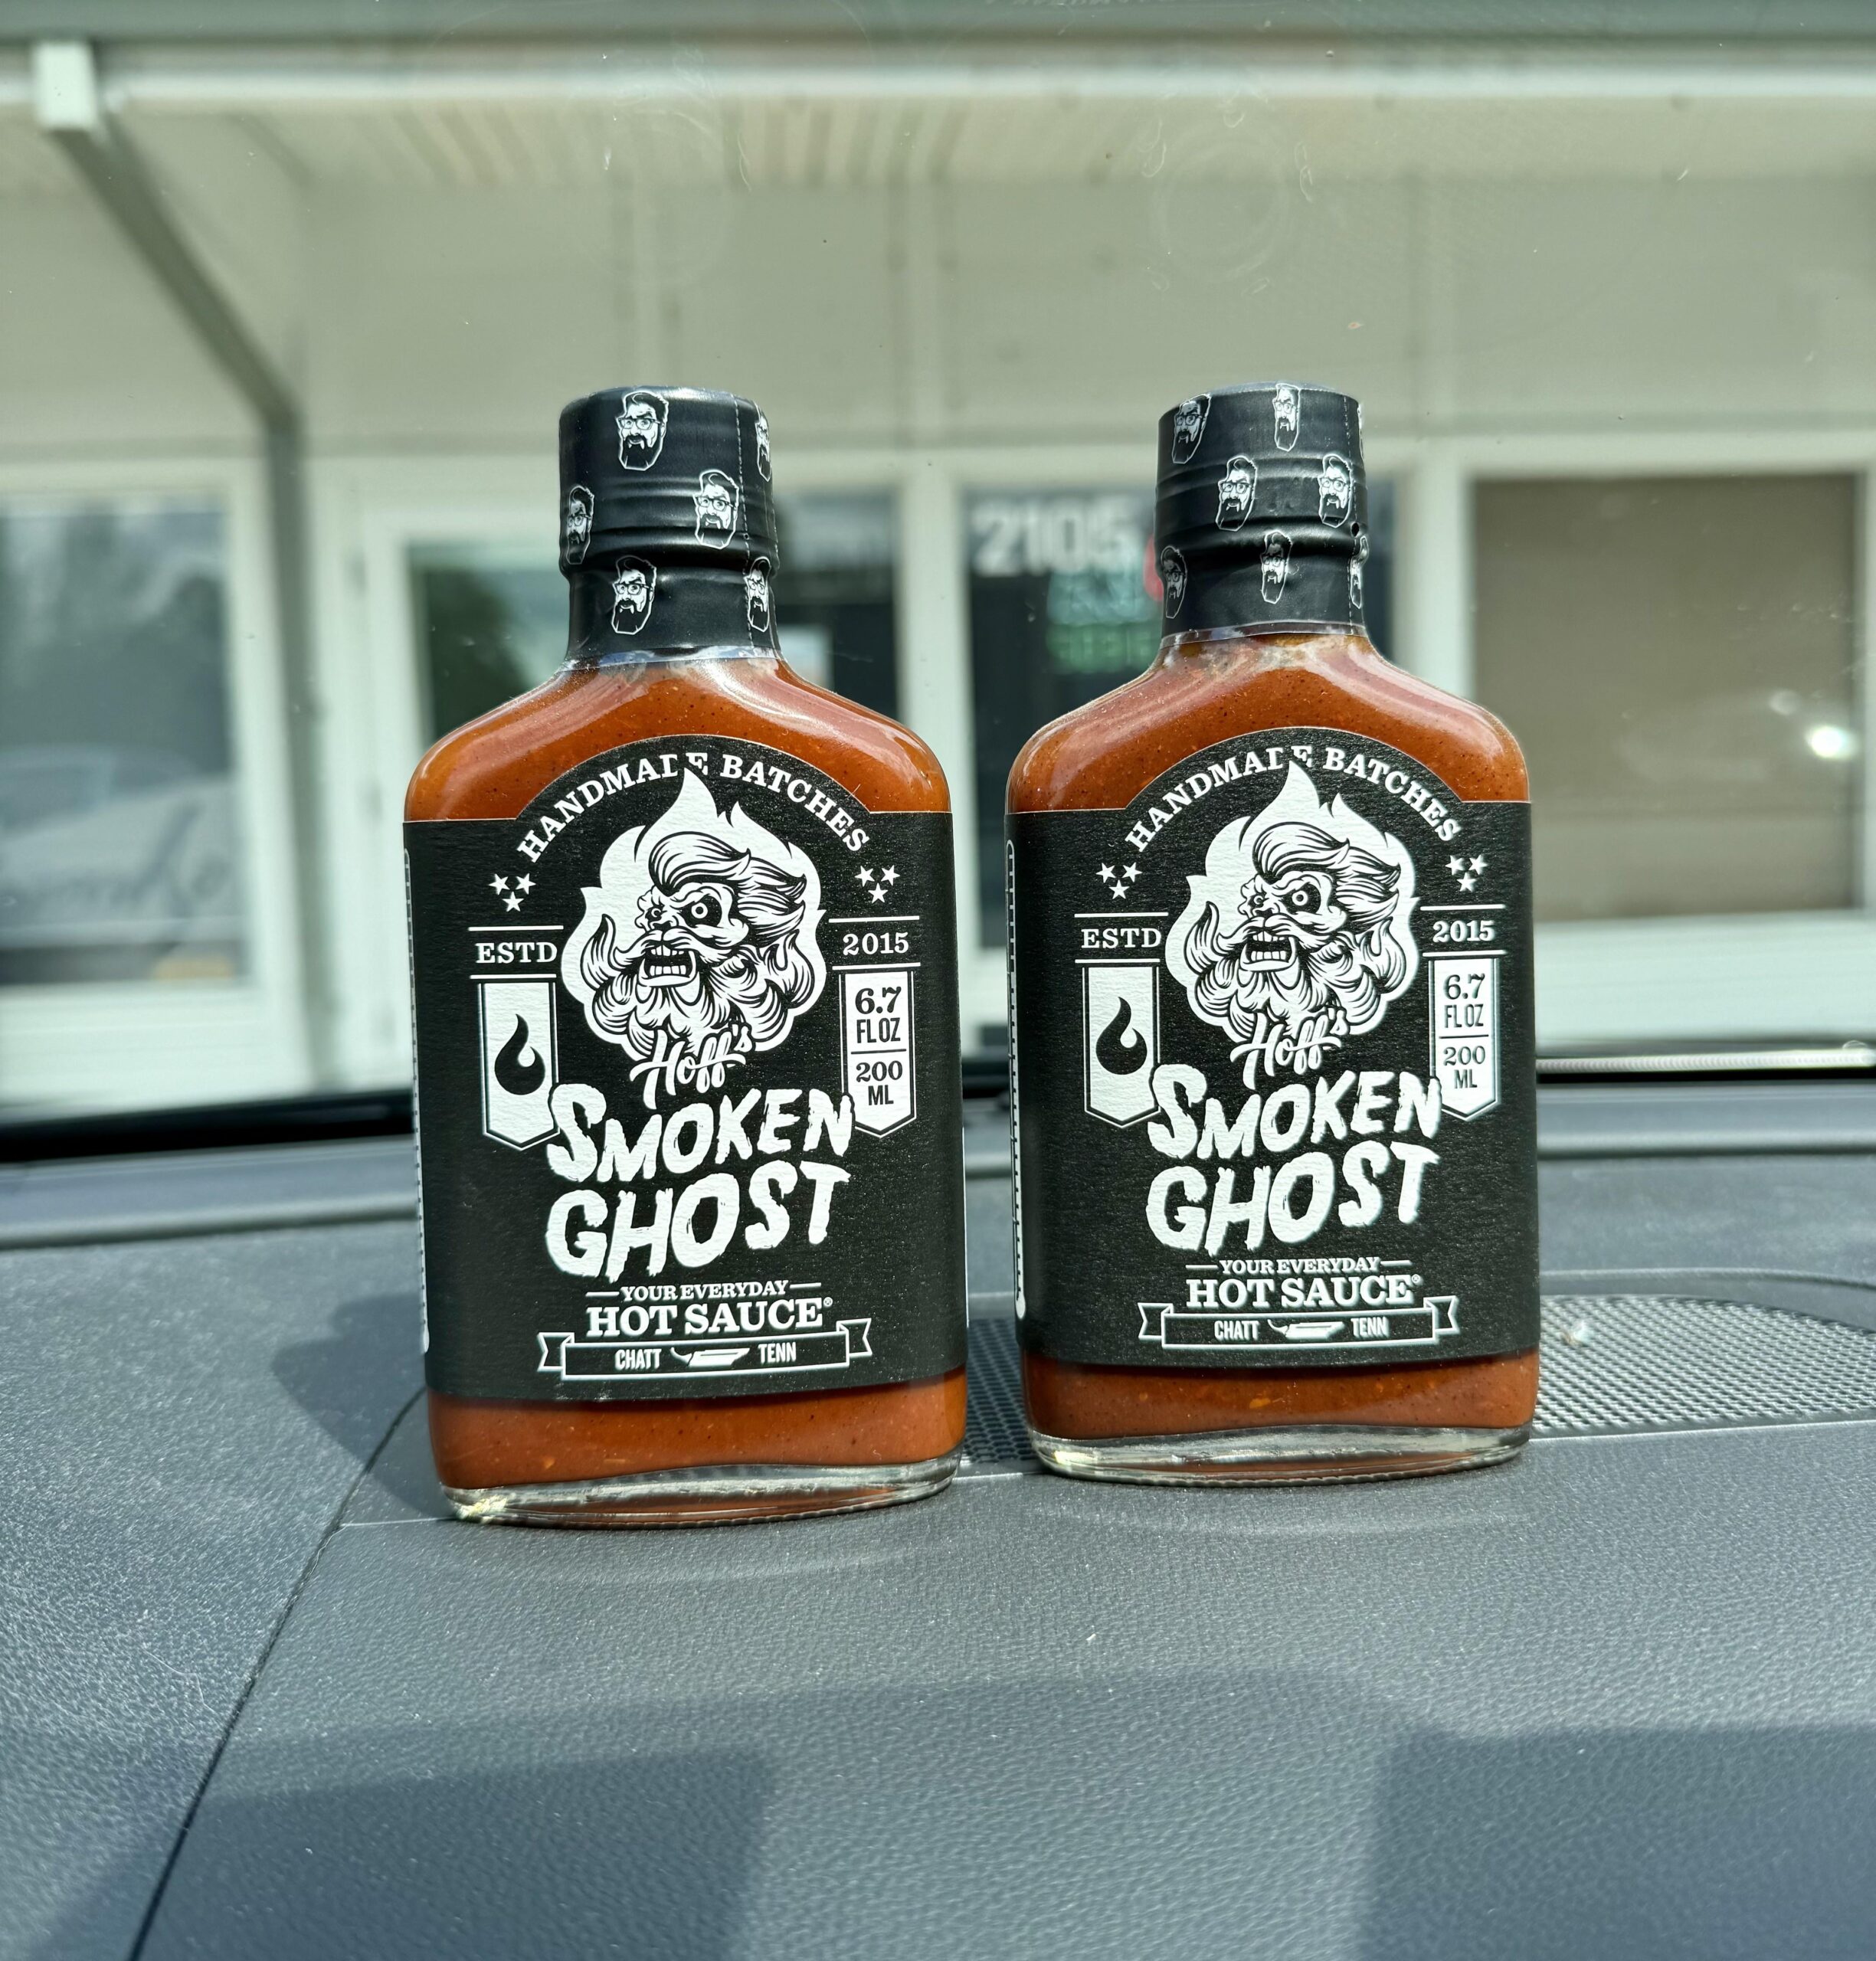 2105
HANDMADE BATCHES
ESTD
2015
6.7
FL OZ
200
ML
Hoff's
SMOKEN
GHOST
YOUR EVERYDAY
HOT SAUCE®
CHATT TENN
HANDMADE BATCHES
ESTD
2015
6.7
FL OZ
200
ML
Hoff's
SMOKEN
GHOST
YOUR EVERYDAY
HOT SAUCE®
CHATT TENN